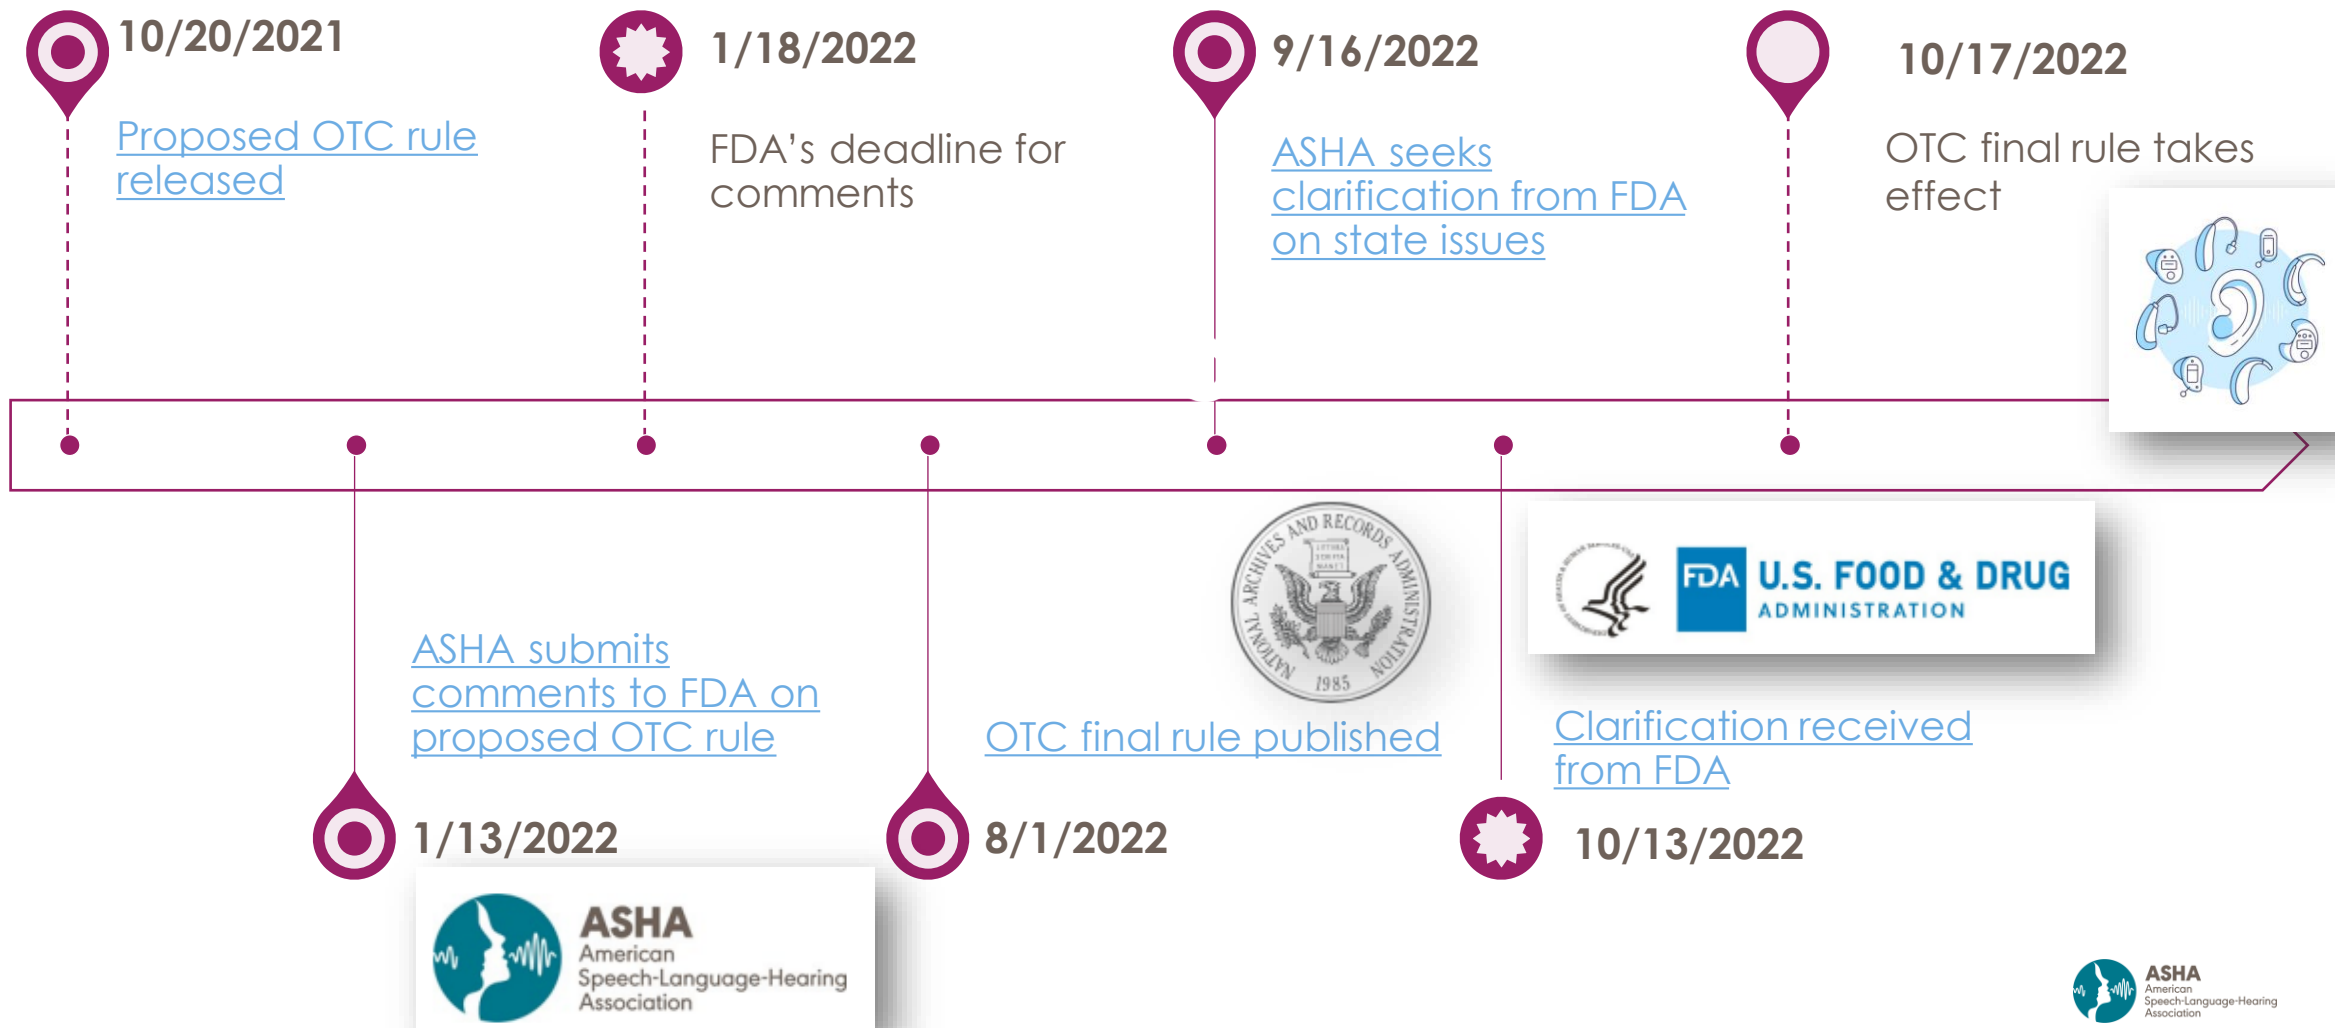 10/20/2021
Proposed OTC rule
released
1/18/2022
FDA’s deadline for
comments
9/16/2022
ASHA seeks
clarification from FDA
on state issues
10/17/2022
OTC final rule takes
effect
ASHA submits
comments to FDA on
proposed OTC rule
1/13/2022
ASHA
American
Speech-Language-Hearing
Association
OTC final rule published
8/1/2022
NATIONAL ARCHIVES AND RECORDS ADMINISTRATION
LITTERA
SCRIPTA
MANET
1985
FDA U.S. FOOD & DRUG
ADMINISTRATION
Clarification received
from FDA
10/13/2022
ASHA
American
Speech-Language-Hearing
Association